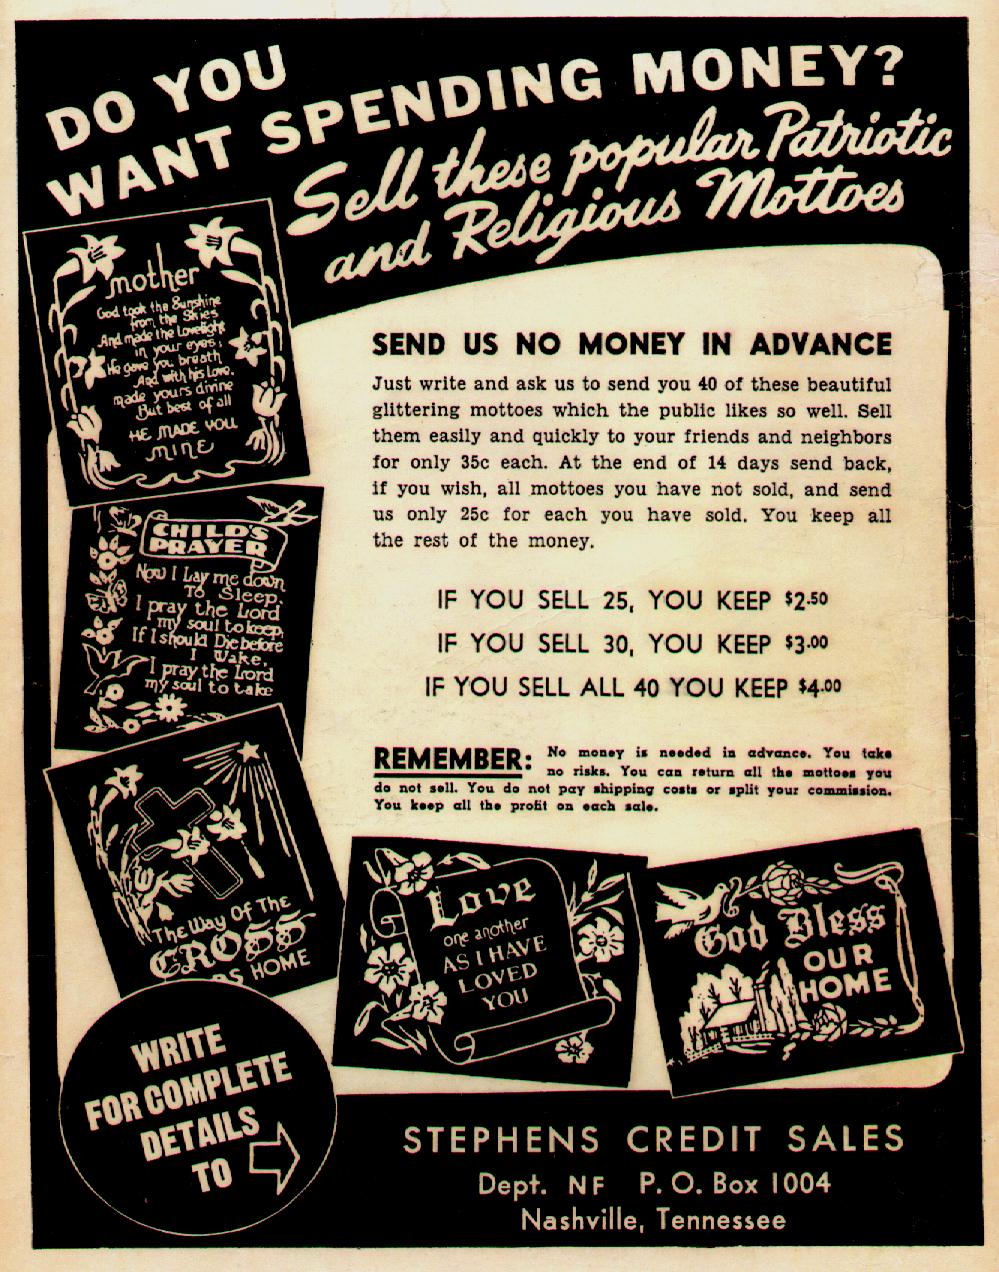 DO YOU
WANT SPENDING MONEY?
Sell these popular Patriotic
and Religious Mottoes
mother
God took the Sunshine
from the Skies
And made the Lovelight
in your eyes;
He gave you breath
And with his Love,
made yours divine
But best of all
HE MADE YOU
MINE
CHILD'S
PRAYER
Now I Lay me down
To Sleep,
I pray the Lord
my soul to keep,
If I should Die before
I Wake,
I pray the Lord
my soul to take
The Way Of The
CROSS
HOME
SEND US NO MONEY IN ADVANCE
Just write and ask us to send you 40 of these beautiful
glittering mottoes which the public likes so well. Sell
them easily and quickly to your friends and neighbors
for only 35c each. At the end of 14 days send back,
if you wish, all mottoes you have not sold, and send
us only 25c for each you have sold. You keep all
the rest of the money.
IF YOU SELL 25, YOU KEEP $2.50
IF YOU SELL 30, YOU KEEP $3.00
IF YOU SELL ALL 40 YOU KEEP $4.00
REMEMBER: No money is needed in advance. You take
no risks. You can return all the mottoes you
do not sell. You do not pay shipping costs or split your commission.
You keep all the profit on each sale.
Love
one another
AS I HAVE
LOVED
YOU
God Bless
OUR
HOME
WRITE
FOR COMPLETE
DETAILS
TO
STEPHENS CREDIT SALES
Dept. NF P.O. Box 1004
Nashville, Tennessee